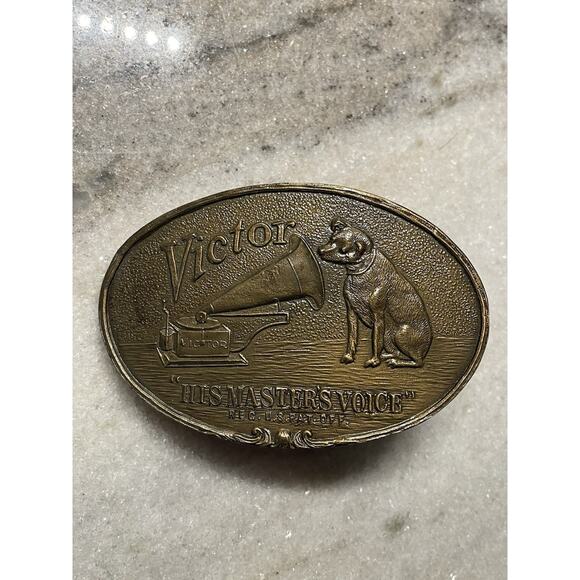 Victor
VICTOR
"HIS MASTER'S VOICE"
REG. U.S. PAT. OFF.